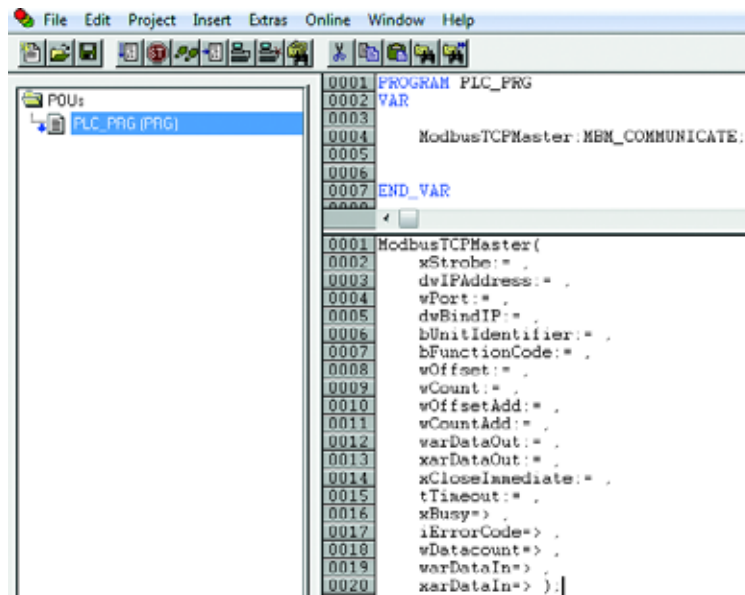 File Edit Project Insert Extras Online Window Help
POUs
PLC_PRG (PRG)
0001 PROGRAM PLC_PRG
0002 VAR
0003
0004 ModbusTCPMaster:MBM_COMMUNICATE;
0005
0006
0007 END_VAR
0001 ModbusTCPMaster(
0002 xStrobe:= ,
0003 dwIPAddress:= ,
0004 wPort:= ,
0005 dwBindIP:= ,
0006 bUnitIdentifier:= ,
0007 bFunctionCode:= ,
0008 wOffset:= ,
0009 wCount:= ,
0010 wOffsetAdd:= ,
0011 wCountAdd:= ,
0012 warDataOut:= ,
0013 xarDataOut:= ,
0014 xCloseImmediate:= ,
0015 tTimeout:= ,
0016 xBusy=> ,
0017 iErrorCode=> ,
0018 wDatacount=> ,
0019 warDataIn=> ,
0020 xarDataIn=> );